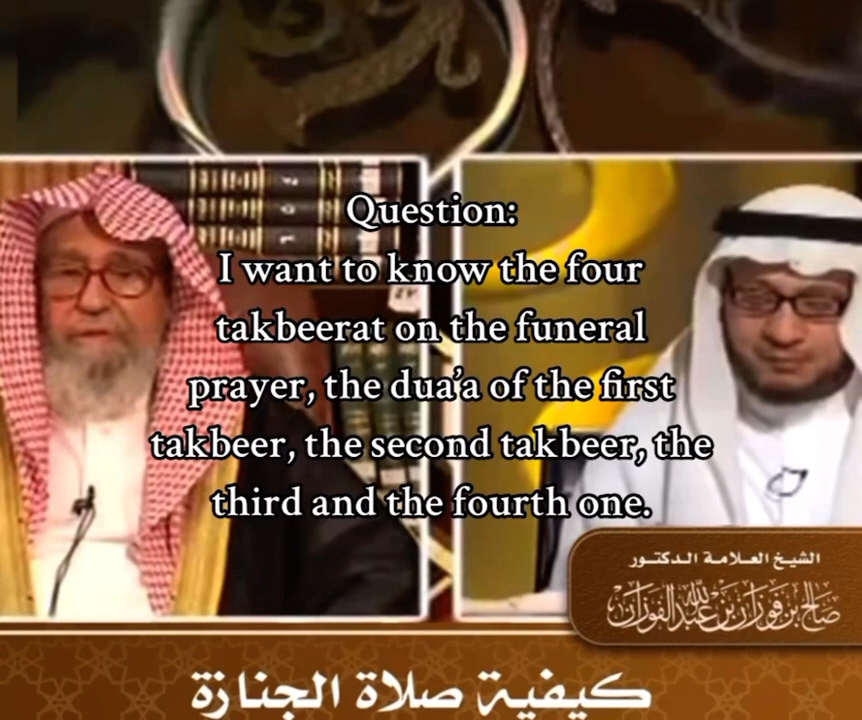 Question:
I want to know the four
takbeerat on the funeral
prayer, the dua'a of the first
takbeer, the second takbeer, the
third and the fourth one.
الشيخ العلامة الدكتور
صالح بن فوزان بن عبدالله الفوزان
كيفية صلاة الجنازة